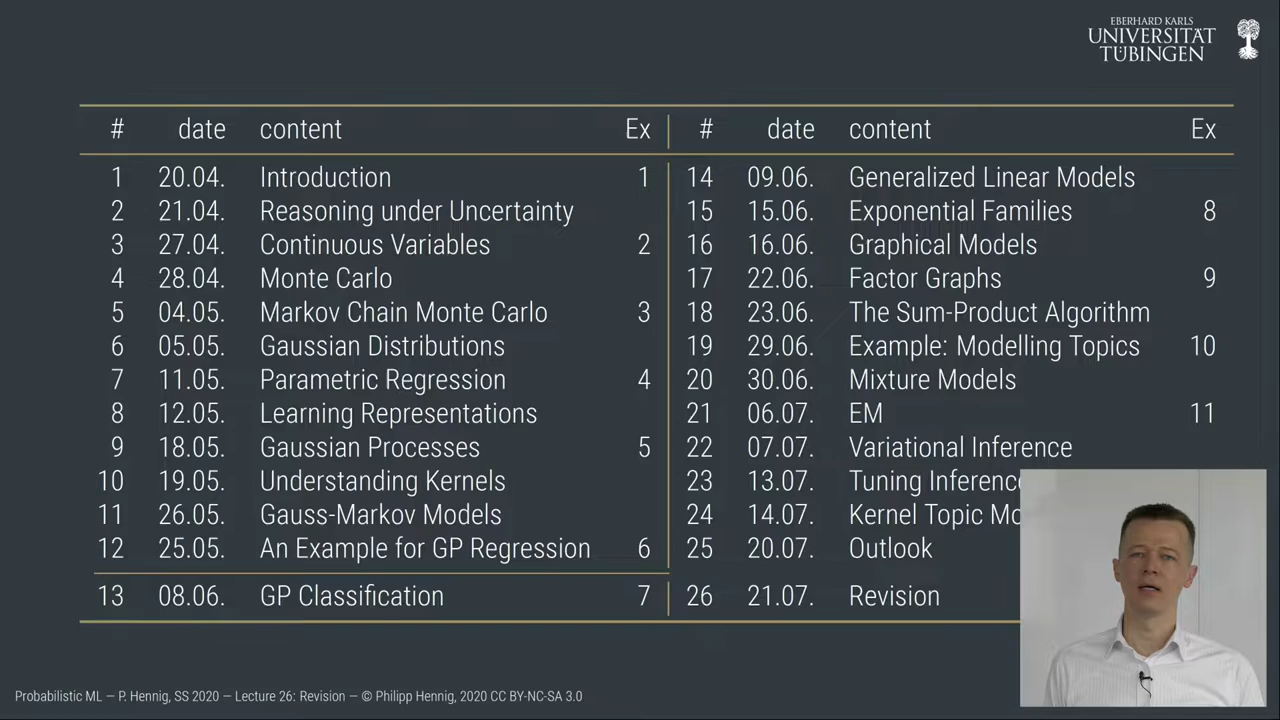 EBERHARD KARLS
UNIVERSITÄT
TÜBINGEN
# date content Ex # date content Ex
1 20.04. Introduction 1 14 09.06. Generalized Linear Models
2 21.04. Reasoning under Uncertainty 15 15.06. Exponential Families 8
3 27.04. Continuous Variables 2 16 16.06. Graphical Models
4 28.04. Monte Carlo 17 22.06. Factor Graphs 9
5 04.05. Markov Chain Monte Carlo 3 18 23.06. The Sum-Product Algorithm
6 05.05. Gaussian Distributions 19 29.06. Example: Modelling Topics 10
7 11.05. Parametric Regression 4 20 30.06. Mixture Models
8 12.05. Learning Representations 21 06.07. EM 11
9 18.05. Gaussian Processes 5 22 07.07. Variational Inference
10 19.05. Understanding Kernels 23 13.07. Tuning Inference
11 26.05. Gauss-Markov Models 24 14.07. Kernel Topic
12 25.05. An Example for GP Regression 6 25 20.07. Outlook
13 08.06. GP Classification 7 26 21.07. Revision
Probabilistic ML — P. Hennig, SS 2020 — Lecture 26: Revision — © Philipp Hennig, 2020 CC BY-NC-SA 3.0